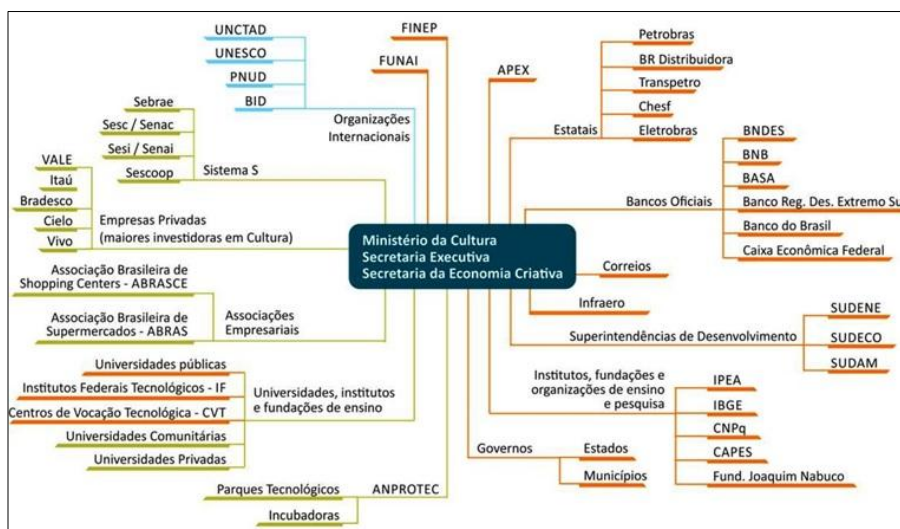 UNCTAD
UNESCO
PNUD
BID
Organizações
Internacionais
FINEP
FUNAI
APEX
Petrobras
BR Distribuidora
Transpetro
Chesf
Eletrobras
Estatais
Sebrae
Sesc / Senac
Sesi / Senai
Sescoop
Sistema S
BNDES
BNB
BASA
Banco Reg. Des. Extremo Su
Banco do Brasil
Caixa Econômica Federal
Bancos Oficiais
VALE
Itaú
Bradesco
Cielo
Vivo
Empresas Privadas
(maiores investidoras em Cultura)
Ministério da Cultura
Secretaria Executiva
Secretaria da Economia Criativa
Correios
Infraero
Associação Brasileira de
Shopping Centers - ABRASCE
Associação Brasileira de
Supermercados - ABRAS
Associações
Empresariais
Superintendências de Desenvolvimento
SUDENE
SUDECO
SUDAM
Universidades públicas
Institutos Federais Tecnológicos - IF
Centros de Vocação Tecnológica - CVT
Universidades Comunitárias
Universidades Privadas
Universidades, institutos
e fundações de ensino
Institutos, fundações e
organizações de ensino
e pesquisa
IPEA
IBGE
CNPq
CAPES
Fund. Joaquim Nabuco
Governos
Estados
Municípios
Parques Tecnológicos
Incubadoras
ANPROTEC